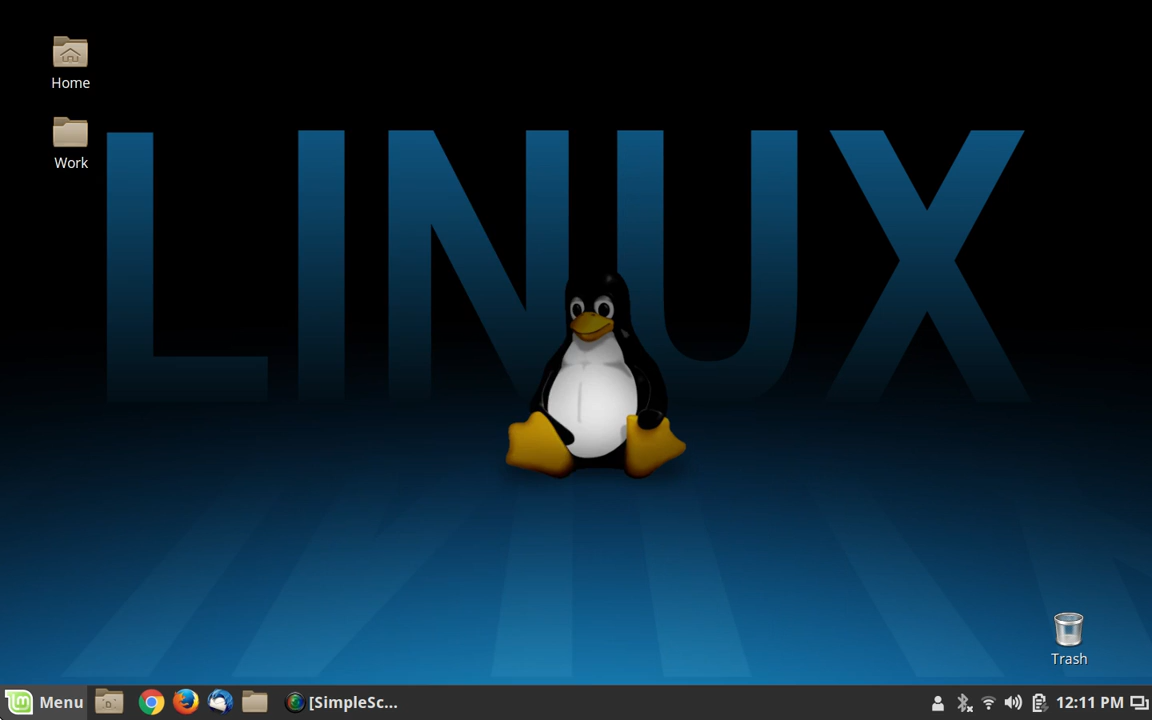 Home
Work
LINUX
Trash
Menu
[SimpleSc...
12:11 PM